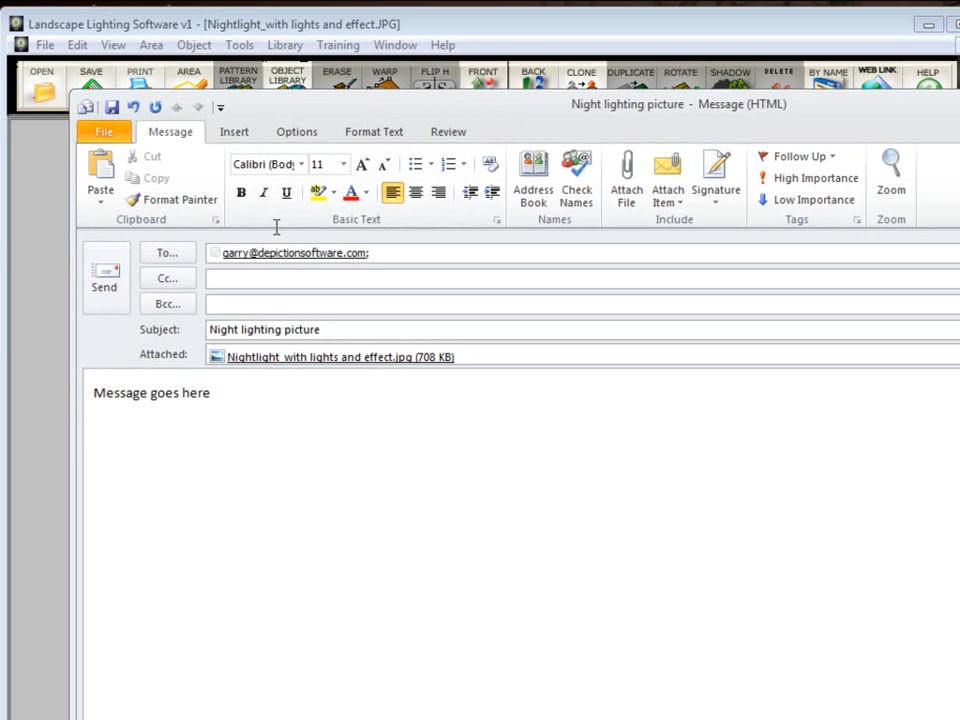 Landscape Lighting Software v1 - [Nightlight_with lights and effect.JPG]
File Edit View Area Object Tools Library Training Window Help
OPEN SAVE PRINT AREA PATTERN LIBRARY OBJECT LIBRARY ERASE WARP FLIP H FRONT BACK CLONE DUPLICATE ROTATE SHADOW DELETE BY NAME WEB LINK HELP
Night lighting picture - Message (HTML)
File Message Insert Options Format Text Review
Paste
Cut
Copy
Format Painter
Clipboard
Calibri (Body 11
B I U ab A
Basic Text
Address Book
Check Names
Names
Attach File
Attach Item
Signature
Include
Follow Up
High Importance
Low Importance
Tags
Zoom
Zoom
Send
To... garry@depictionsoftware.com;
Cc...
Bcc...
Subject: Night lighting picture
Attached: Nightlight_with lights and effect.jpg (708 KB)
Message goes here